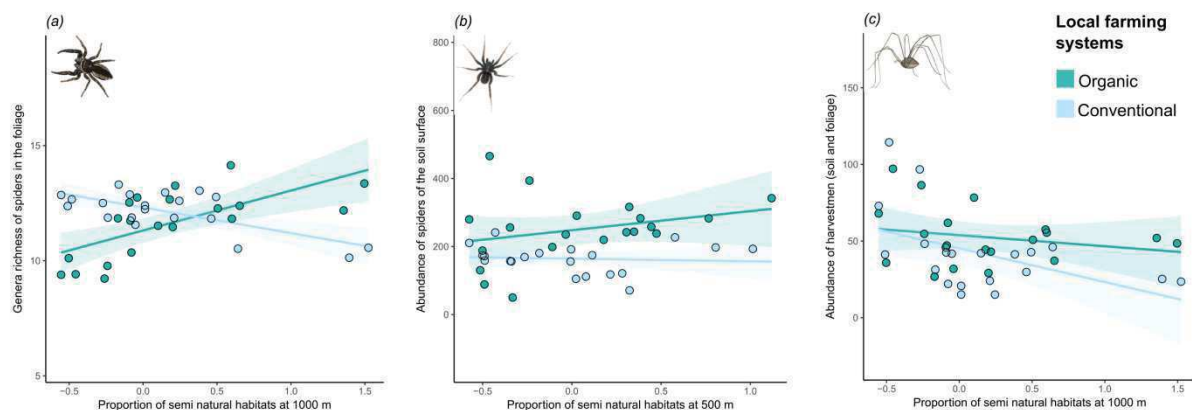 (a)
Genera richness of spiders in the foliage
15
10
5
−0.5 0.0 0.5 1.0 1.5
Proportion of semi natural habitats at 1000 m
(b)
Abundance of spiders of the soil surface
800
600
400
200
0
−0.5 0.0 0.5 1.0
Proportion of semi natural habitats at 500 m
(c)
Abundance of harvestmen (soil and foliage)
150
100
50
0
−0.5 0.0 0.5 1.0 1.5
Proportion of semi natural habitats at 1000 m
Local farming
systems
Organic
Conventional